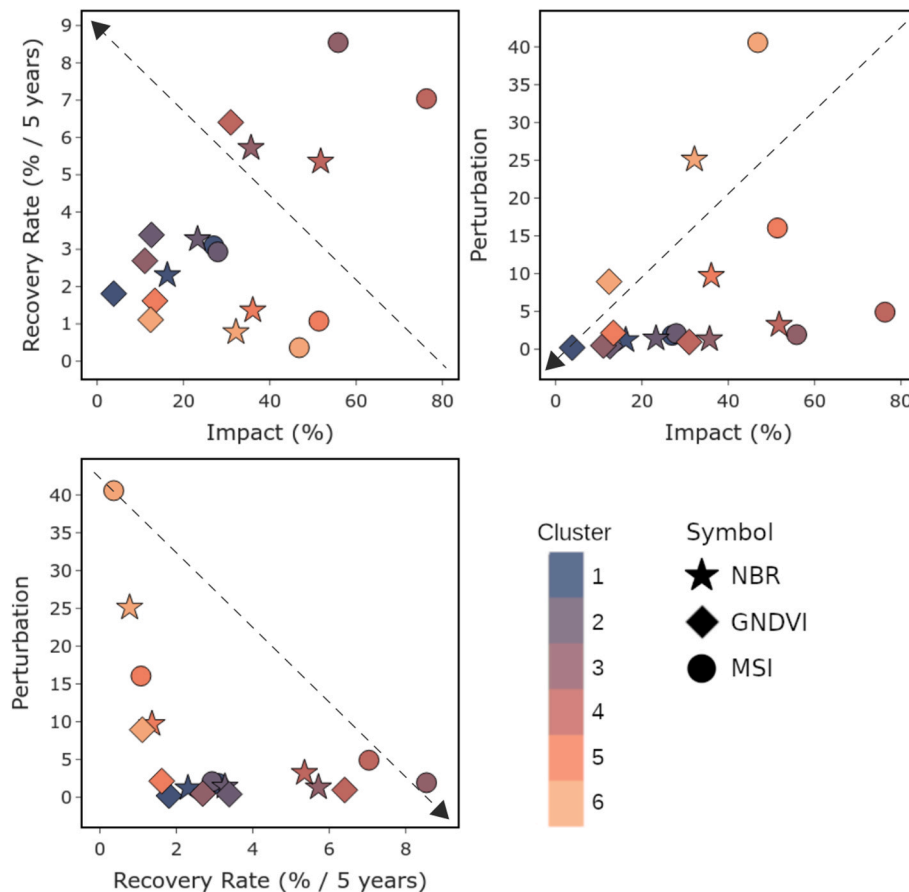 9
8
7
6
5
4
3
2
1
0
Recovery Rate (% / 5 years)
0 20 40 60 80
Impact (%)
40
35
30
25
20
15
10
5
0
Perturbation
0 20 40 60 80
Impact (%)
40
35
30
25
20
15
10
5
0
Perturbation
0 2 4 6 8
Recovery Rate (% / 5 years)
Cluster
1
2
3
4
5
6
Symbol
NBR
GNDVI
MSI